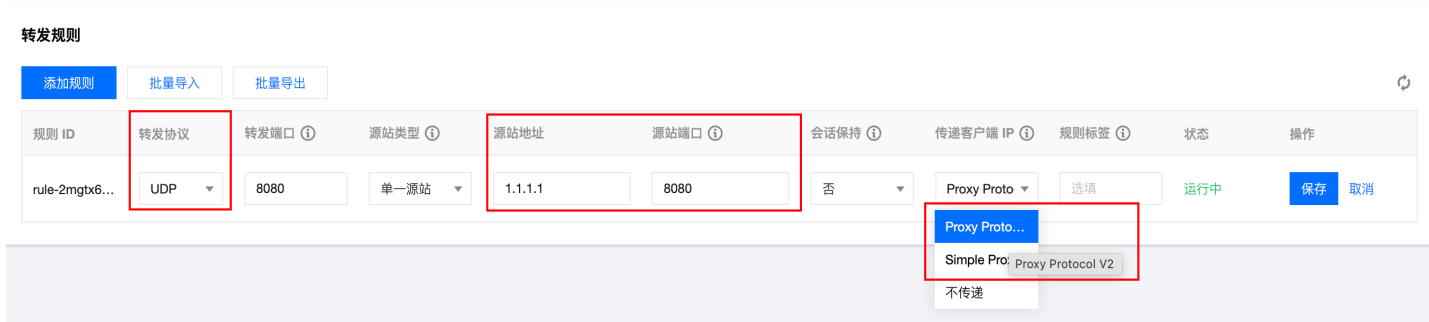 转发规则
添加规则 批量导入 批量导出
规则 ID 转发协议 转发端口 源站类型 源站地址 源站端口 会话保持 传递客户端 IP 规则标签 状态 操作
rule-2mgtx6... UDP 8080 单一源站 1.1.1.1 8080 否 Proxy Proto 选填 运行中 保存 取消
Proxy Proto...
Simple Pro
Proxy Protocol V2
不传递